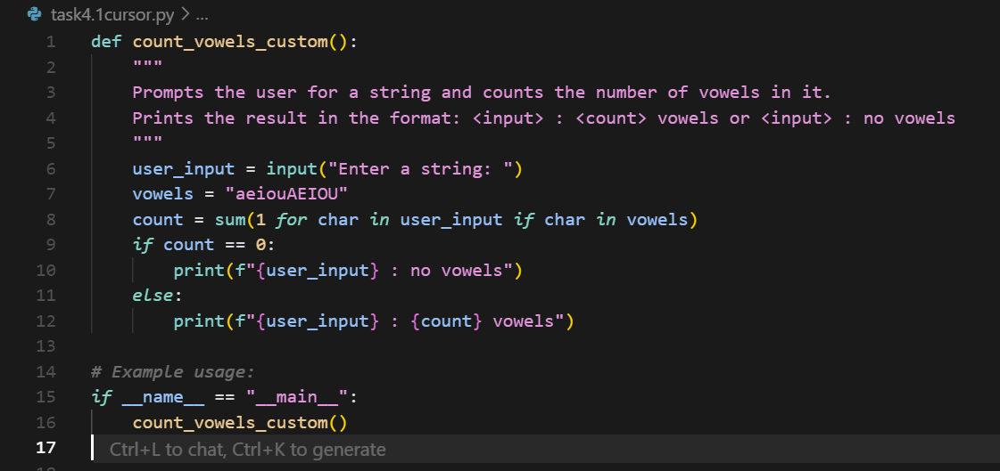 task4.1cursor.py > ...
1 def count_vowels_custom():
2     """
3     Prompts the user for a string and counts the number of vowels in it.
4     Prints the result in the format: <input> : <count> vowels or <input> : no vowels
5     """
6     user_input = input("Enter a string: ")
7     vowels = "aeiouAEIOU"
8     count = sum(1 for char in user_input if char in vowels)
9     if count == 0:
10         print(f"{user_input} : no vowels")
11     else:
12         print(f"{user_input} : {count} vowels")
13
14 # Example usage:
15 if __name__ == "__main__":
16     count_vowels_custom()
17 Ctrl+L to chat, Ctrl+K to generate